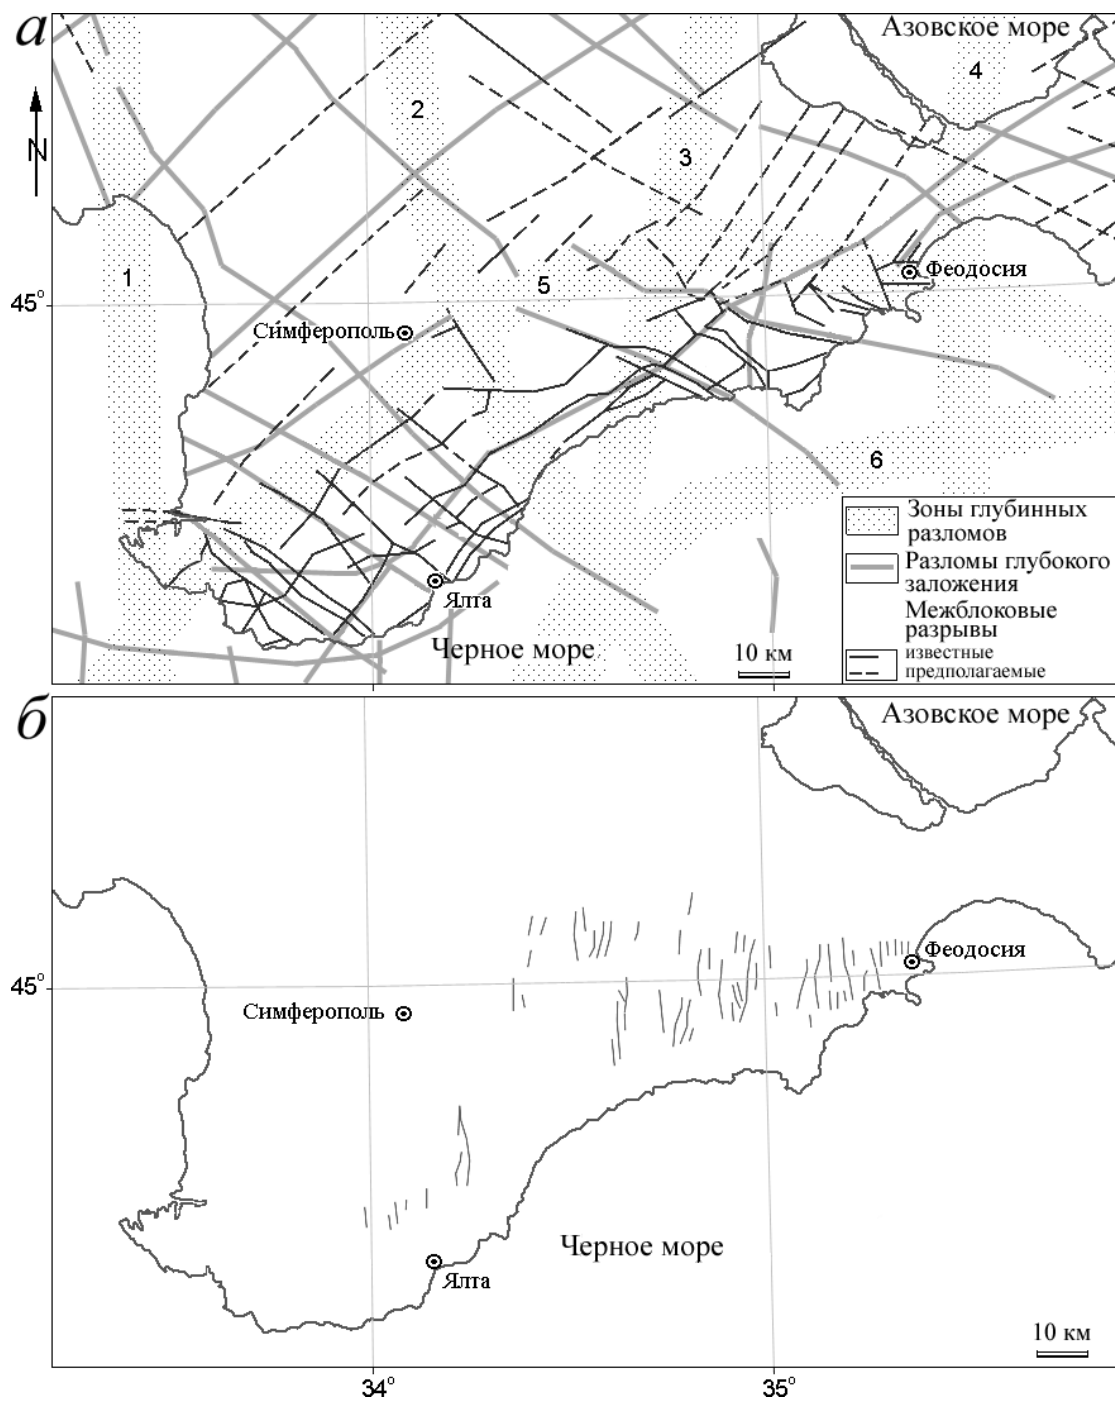 а
Азовское море
4
2
N
3
1
5
Феодосия
45°
Симферополь
6
Зоны глубинных
разломов
Разломы глубокого
заложения
Межблоковые
разрывы
известные
предполагаемые
Ялта
Черное море
10 км
б
Азовское море
Феодосия
45°
Симферополь
Черное море
Ялта
10 км
34°
35°